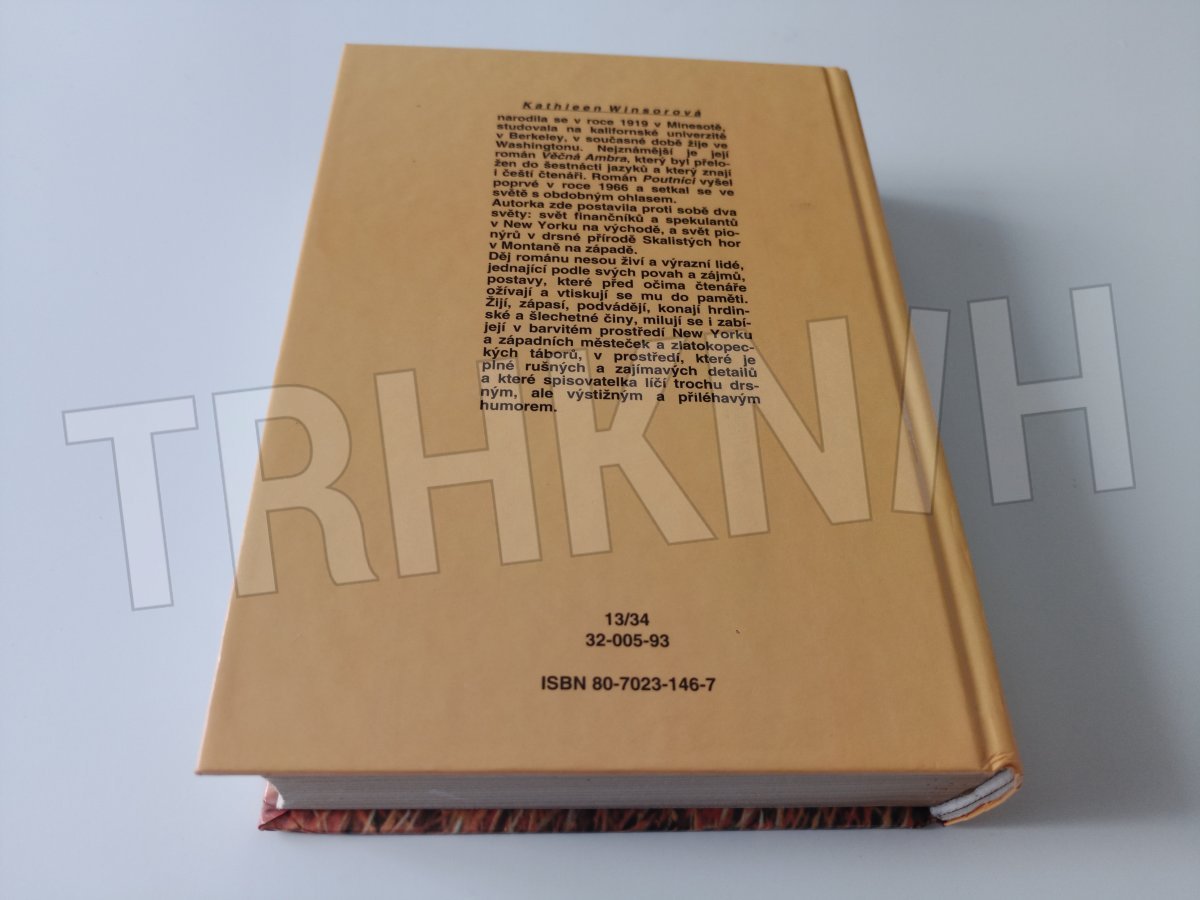 Kathleen Winsorová
narodila se v roce 1919 v Minesotě,
studovala na kalifornské univerzitě
v Berkeley, v současné době žije ve
Washingtonu. Nejznámější je její
román Věčná Ambra, který byl přelo-
žen do šestnácti jazyků a který znají
i čeští čtenáři. Román Poutníci vyšel
poprvé v roce 1966 a setkal se ve
světě s obdobným ohlasem.
Autorka zde postavila proti sobě dva
světy: svět finančníků a spekulantů
v New Yorku na východě, a svět pio-
nýrů v drsné přírodě Skalistých hor
v Montaně na západě.
Děj románu nesou živí a výrazní lidé,
jednající podle svých povah a zájmů,
postavy, které před očima čtenáře
ožívají a vtiskují se mu do paměti.
Žijí, zápasí, podvádějí, konají hrdin-
ské a šlechetné činy, milují se i zabí-
její v barvitém prostředí New Yorku
a západních městeček a zlatokopec-
kých táborů, v prostředí, které je
plné rušných a zajímavých detailů
a které spisovatelka líčí trochu drs-
ným, ale výstižným a přiléhavým
humorem.
TRHKNIH
13/34
32-005-93
ISBN 80-7023-146-7